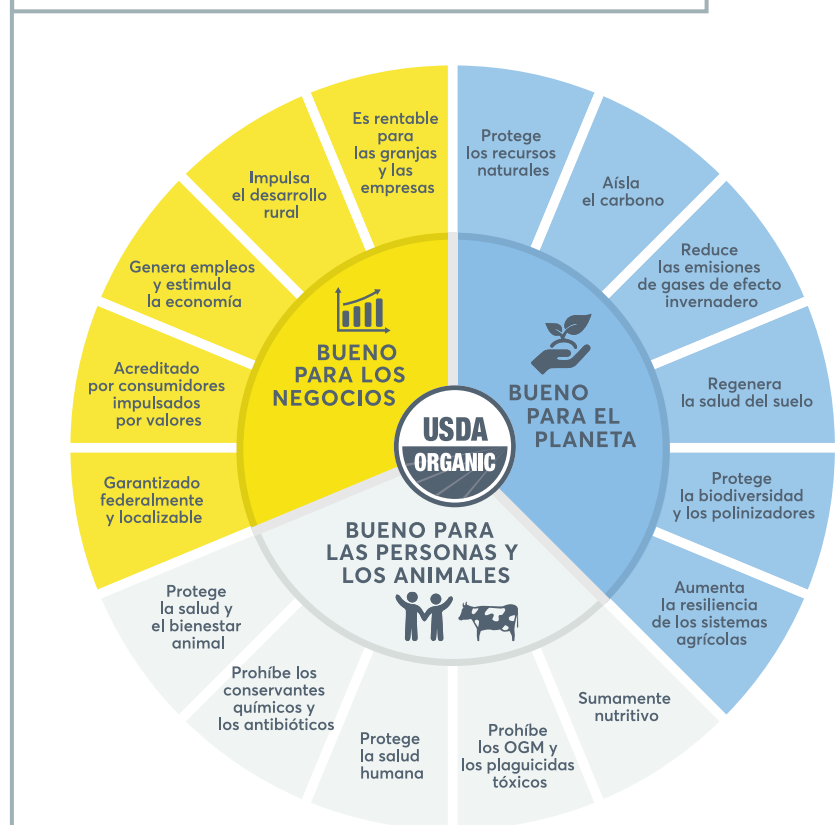 Es rentable
para
las granjas
y las
empresas
Protege
los recursos
naturales
Aísla
el carbono
Reduce
las emisiones
de gases de efecto
invernadero
Regenera
la salud del suelo
Protege
la biodiversidad
y los polinizadores
Aumenta
la resiliencia
de los sistemas
agrícolas
Sumamente
nutritivo
Prohíbe
los OGM y
los plaguicidas
tóxicos
Protege
la salud
humana
Prohíbe los
conservantes
químicos y
los antibióticos
Protege
la salud y
el bienestar
animal
Garantizado
federalmente
y localizable
Acreditado
por consumidores
impulsados
por valores
Genera empleos
y estimula
la economía
Impulsa
el desarrollo
rural
BUENO
PARA LOS
NEGOCIOS
BUENO
PARA EL
PLANETA
USDA
ORGANIC
BUENO PARA
LAS PERSONAS Y
LOS ANIMALES